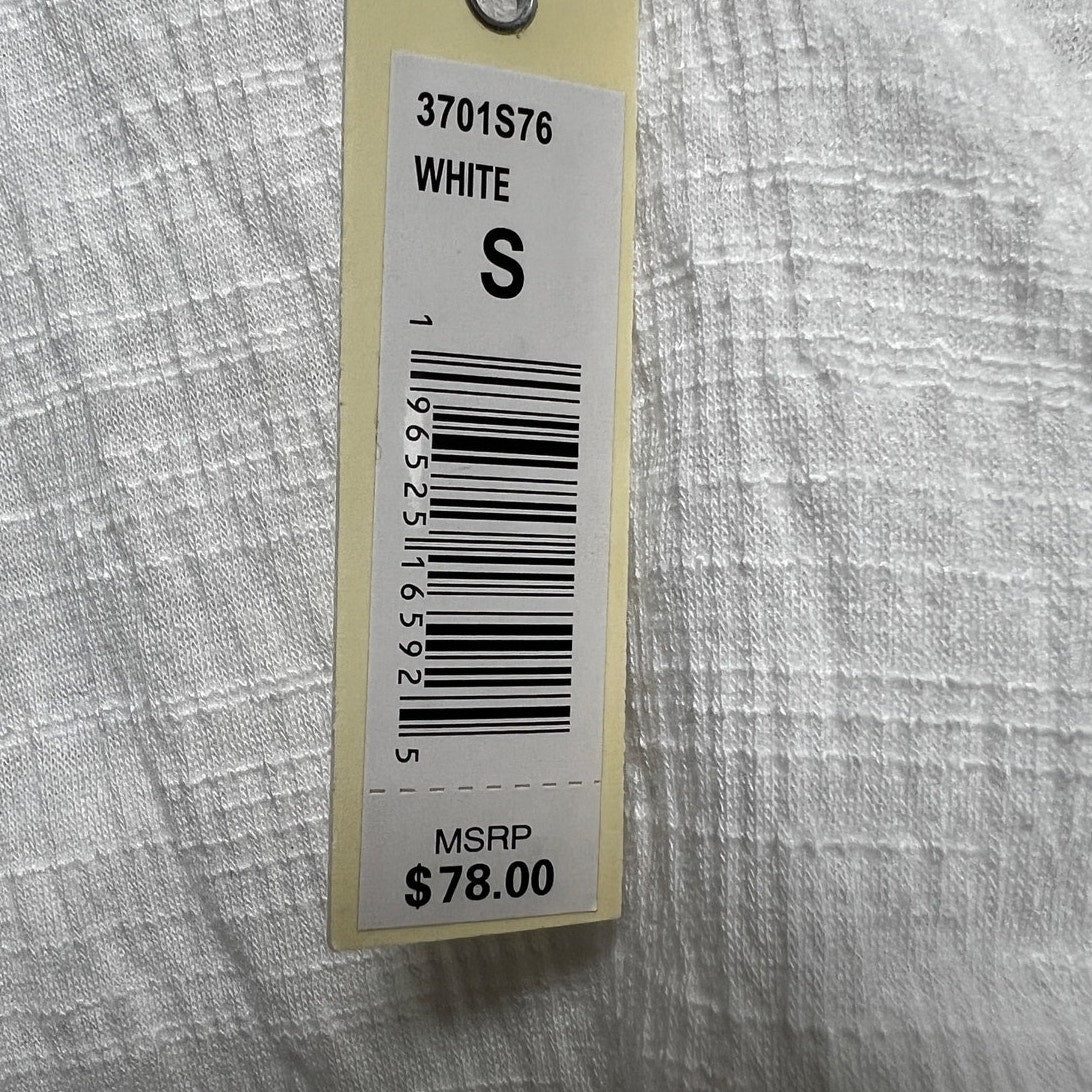 3701S76
WHITE
S
1 96525 16592 5
MSRP
$78.00